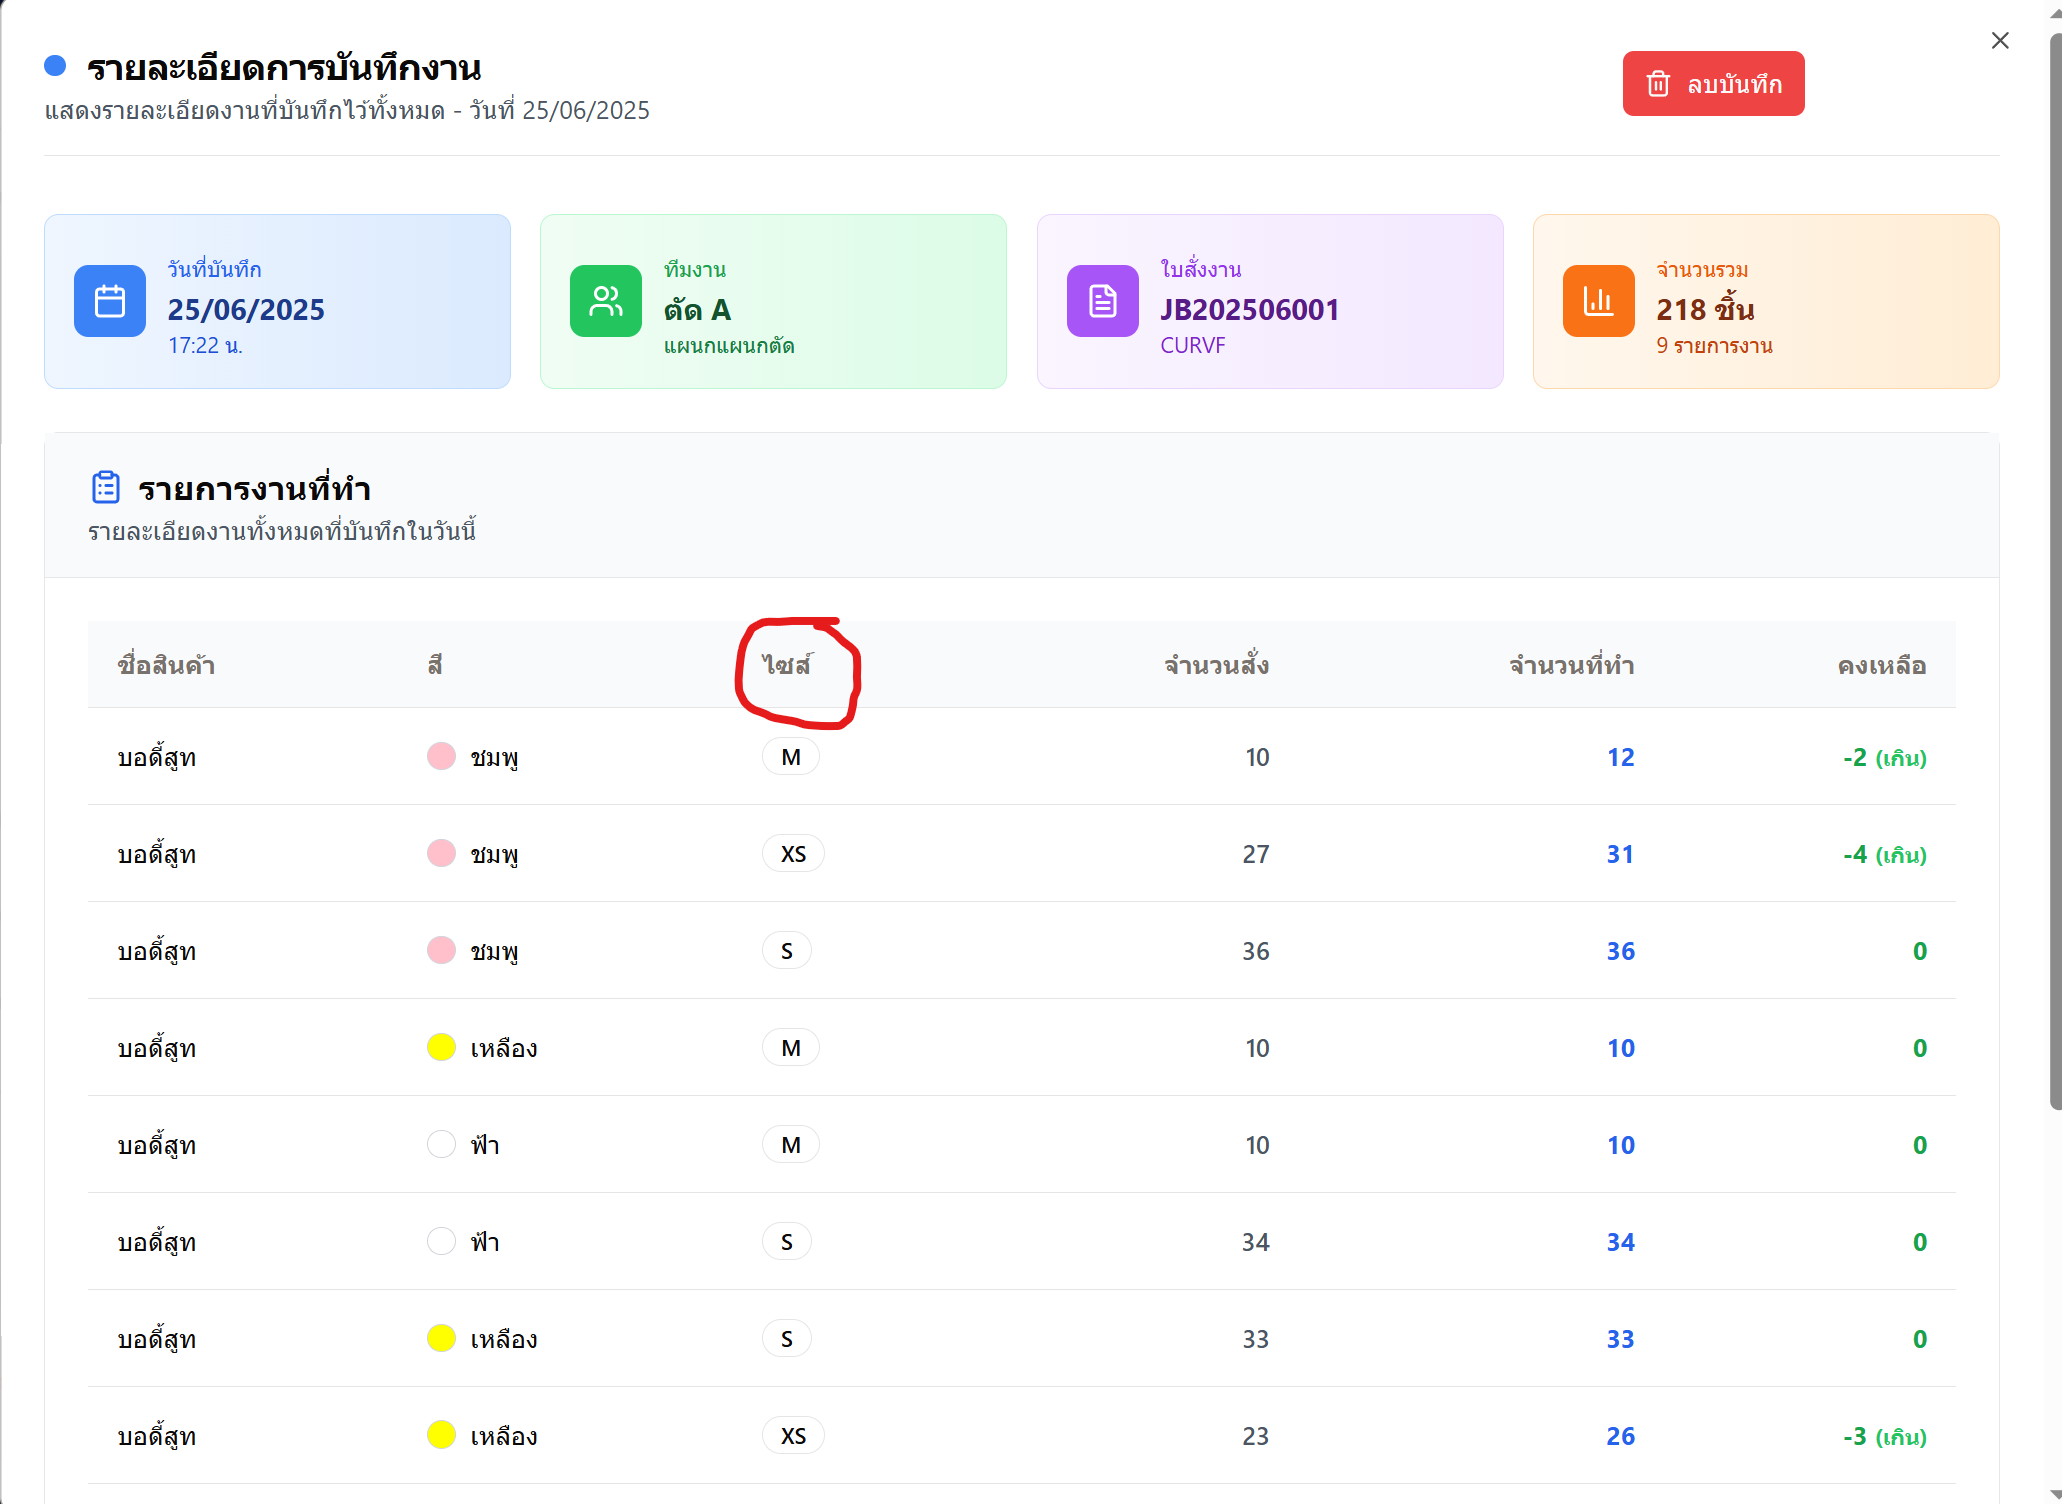 รายละเอียดการบันทึกงาน
แสดงรายละเอียดงานที่บันทึกไว้ทั้งหมด - วันที่ 25/06/2025
ลบบันทึก
วันที่บันทึก
25/06/2025
17:22 น.
ทีมงาน
ตัด A
แผนกแผนกตัด
ใบสั่งงาน
JB202506001
CURVF
จำนวนรวม
218 ชิ้น
9 รายการงาน
รายการงานที่ทำ
รายละเอียดงานทั้งหมดที่บันทึกในวันนี้
ชื่อสินค้า สี ไซส์ จำนวนสั่ง จำนวนที่ทำ คงเหลือ
บอดี้สูท ชมพู M 10 12 -2 (เกิน)
บอดี้สูท ชมพู XS 27 31 -4 (เกิน)
บอดี้สูท ชมพู S 36 36 0
บอดี้สูท เหลือง M 10 10 0
บอดี้สูท ฟ้า M 10 10 0
บอดี้สูท ฟ้า S 34 34 0
บอดี้สูท เหลือง S 33 33 0
บอดี้สูท เหลือง XS 23 26 -3 (เกิน)